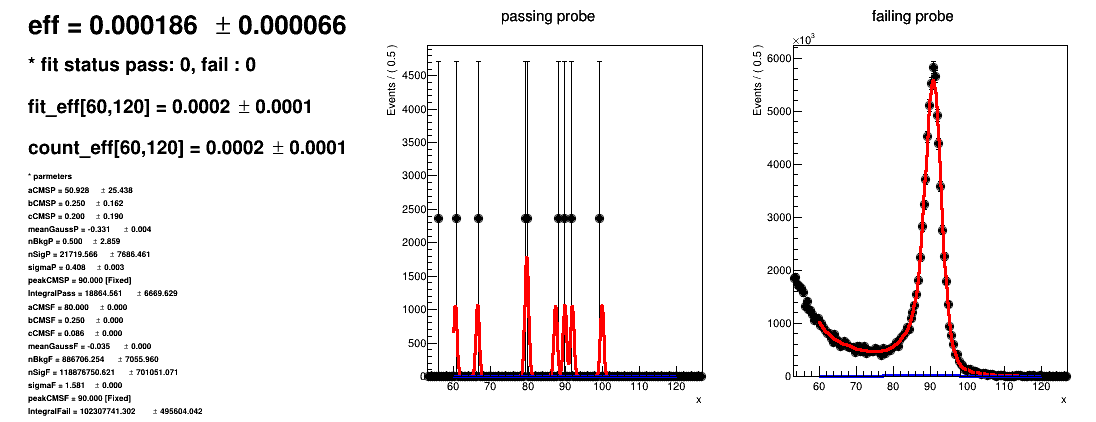 eff = 0.000186 ± 0.000066
* fit status pass: 0, fail : 0
fit_eff[60,120] = 0.0002 ± 0.0001
count_eff[60,120] = 0.0002 ± 0.0001
* parmeters
aCMSP = 50.928 ± 25.438
bCMSP = 0.250 ± 0.162
cCMSP = 0.200 ± 0.190
meanGaussP = -0.331 ± 0.004
nBkgP = 0.500 ± 2.859
nSigP = 21719.566 ± 7686.461
sigmaP = 0.408 ± 0.003
peakCMSP = 90.000 [Fixed]
IntegralPass = 18864.561 ± 6669.629
aCMSF = 80.000 ± 0.000
bCMSF = 0.250 ± 0.000
cCMSF = 0.086 ± 0.000
meanGaussF = -0.035 ± 0.000
nBkgF = 886706.254 ± 7055.960
nSigF = 118876750.621 ± 701051.071
sigmaF = 1.581 ± 0.000
peakCMSF = 90.000 [Fixed]
IntegralFail = 102307741.302 ± 495604.042
passing probe
Events / ( 0.5 )
4500
4000
3500
3000
2500
2000
1500
1000
500
0
60 70 80 90 100 110 120
x
failing probe
×10³
Events / ( 0.5 )
6000
5000
4000
3000
2000
1000
0
60 70 80 90 100 110 120
x